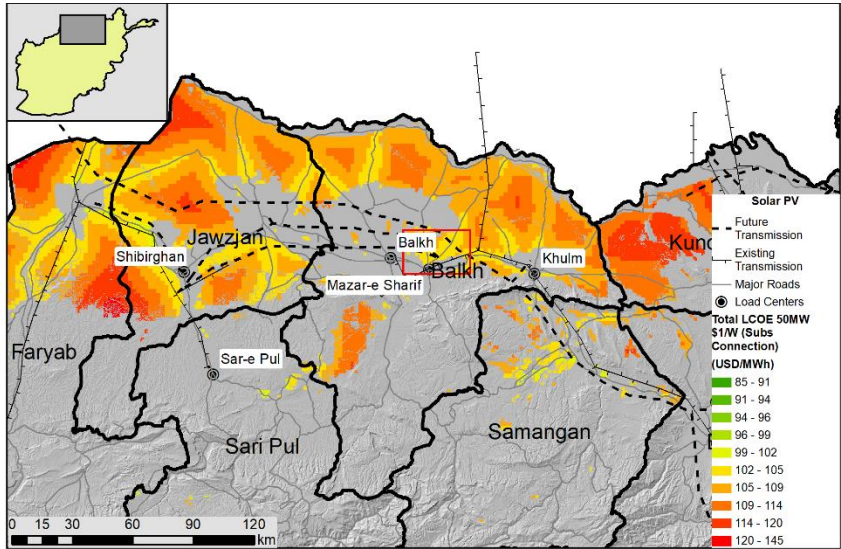 Jawzjan
Shibirghan
Balkh
Mazar-e Sharif
Balkh
Khulm
Kund
Faryab
Sar-e Pul
Sari Pul
Samangan
0 15 30 60 90 120
km
Solar PV
Future
Transmission
Existing
Transmission
Major Roads
Load Centers
Total LCOE 50MW
$1/W (Subs
Connection)
(USD/MWh)
85 - 91
91 - 94
94 - 96
96 - 99
99 - 102
102 - 105
105 - 109
109 - 114
114 - 120
120 - 145